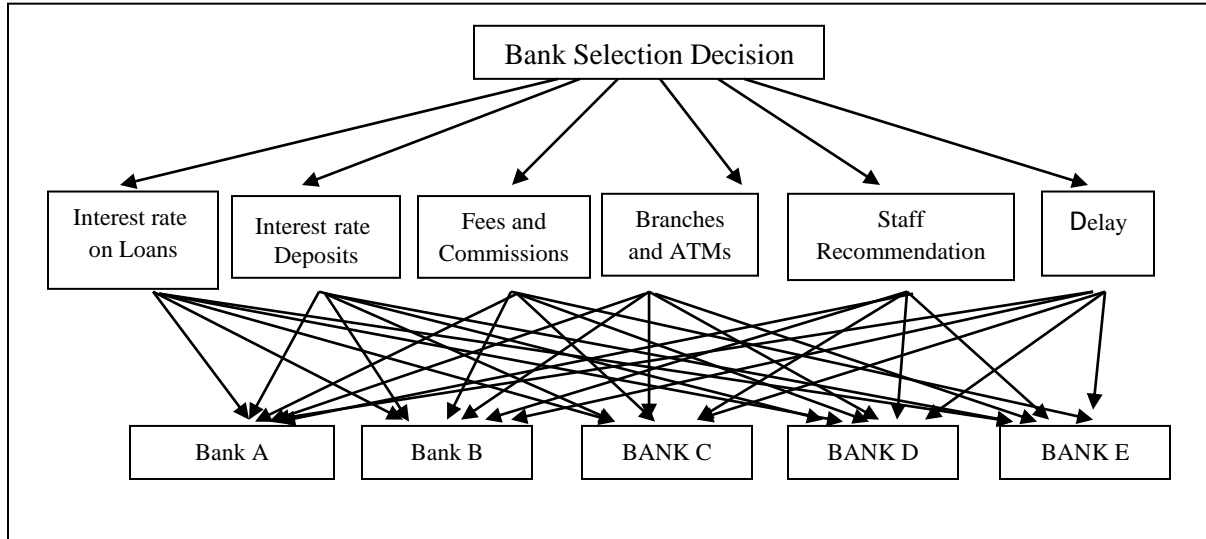 Bank Selection Decision
Interest rate
on Loans
Interest rate
Deposits
Fees and
Commissions
Branches
and ATMs
Staff
Recommendation
Delay
Bank A
Bank B
BANK C
BANK D
BANK E